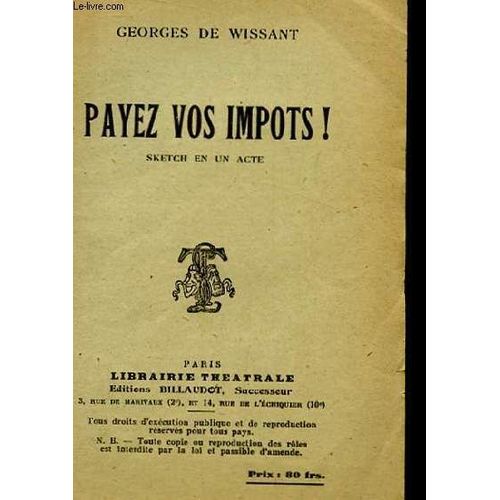 Le-livre.com
GEORGES DE WISSANT
PAYEZ VOS IMPOTS !
SKETCH EN UN ACTE
PARIS
LIBRAIRIE THEATRALE
Editions BILLAUDOT, Successeur
3, RUE DE MARIVAUX (2e), ET 14, RUE DE L'ÉCHIQUIER (10e)
Tous droits d'exécution publique et de reproduction
réservés pour tous pays.
N. B. — Toute copie ou reproduction des rôles
est interdite par la loi et passible d'amende.
Prix : 80 frs.